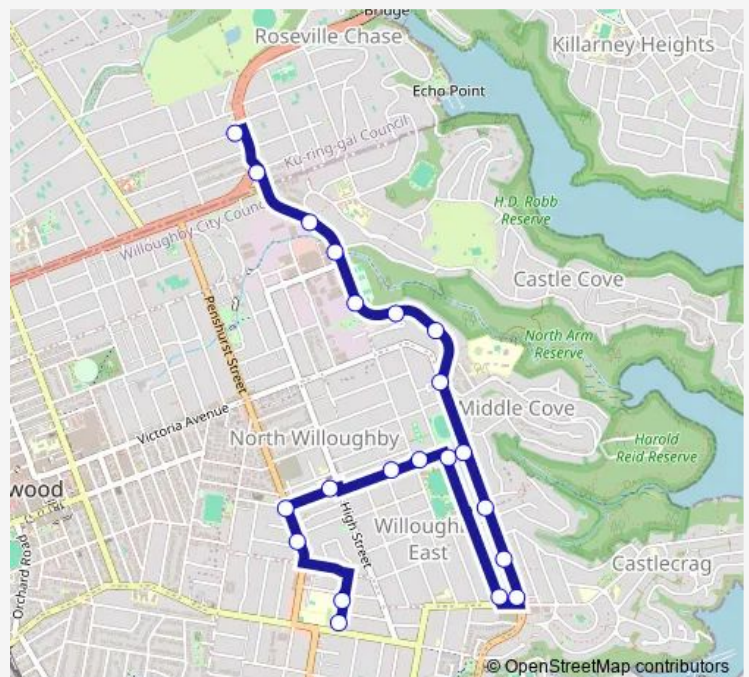 Bridge
Roseville Chase
Killarney Heights
Echo Point
Ku-ring-gai Council
H.D. Robb
Reserve
Willoughby City Counc
Castle Cove
Penshurst Street
North Arm
Reserve
Middle Cove
Victoria Avenue
North Willoughby
Harold
Reid Reserve
wood
High Street
Willough
East
Orchard Road
Castlecrag
© OpenStreetMap contributors